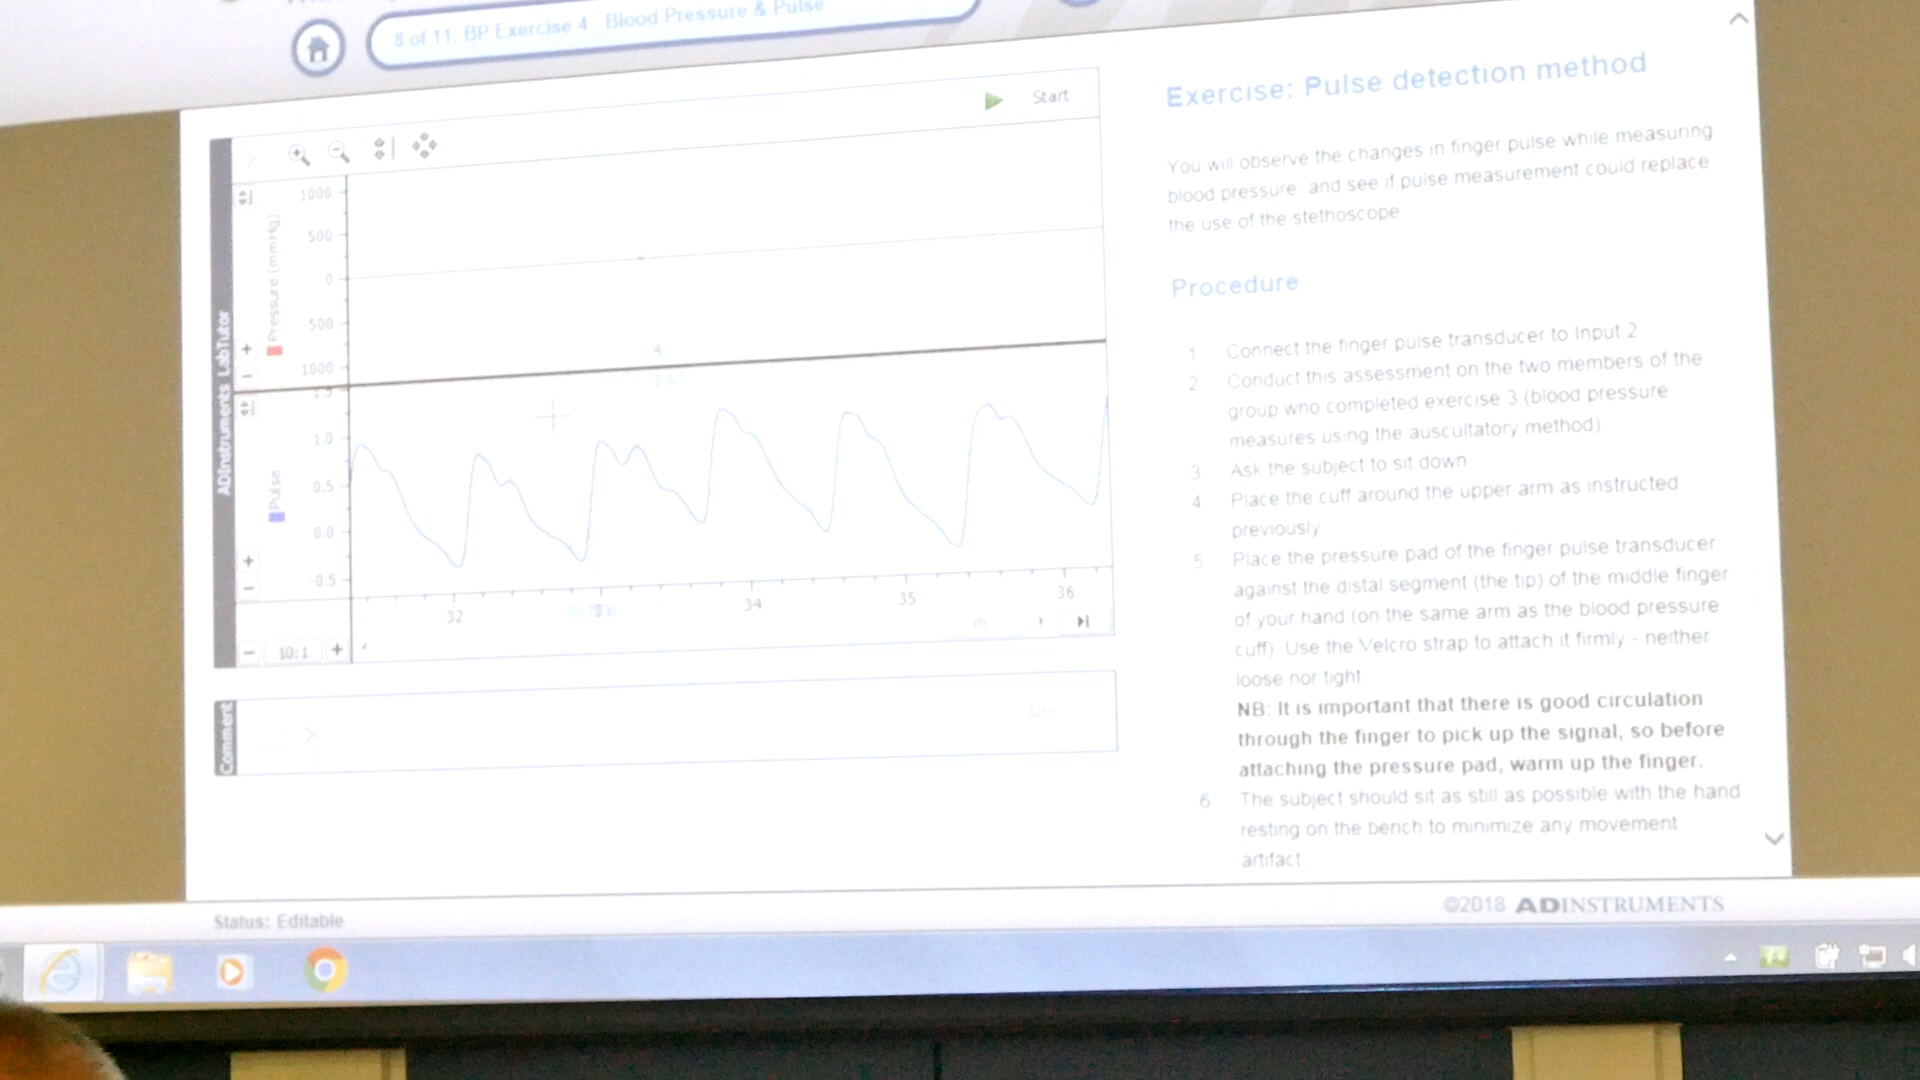 8 of 11: BP Exercise 4 Blood Pressure & Pulse
Start
ADInstruments LabTutor
Pressure (mmHg)
1000
500
0
500
1000
4
Pulse
1.5
1.0
0.5
0.0
-0.5
32
34
35
36
10:1
Comment
Add
Exercise: Pulse detection method
You will observe the changes in finger pulse while measuring
blood pressure and see if pulse measurement could replace
the use of the stethoscope
Procedure
1 Connect the finger pulse transducer to Input 2
2 Conduct this assessment on the two members of the
group who completed exercise 3 (blood pressure
measures using the auscultatory method)
3 Ask the subject to sit down
4 Place the cuff around the upper arm as instructed
previously
5 Place the pressure pad of the finger pulse transducer
against the distal segment (the tip) of the middle finger
of your hand (on the same arm as the blood pressure
cuff) Use the Velcro strap to attach it firmly - neither
loose nor tight
NB: It is important that there is good circulation
through the finger to pick up the signal, so before
attaching the pressure pad, warm up the finger.
6 The subject should sit as still as possible with the hand
resting on the bench to minimize any movement
artifact
©2018 ADINSTRUMENTS
Status: Editable